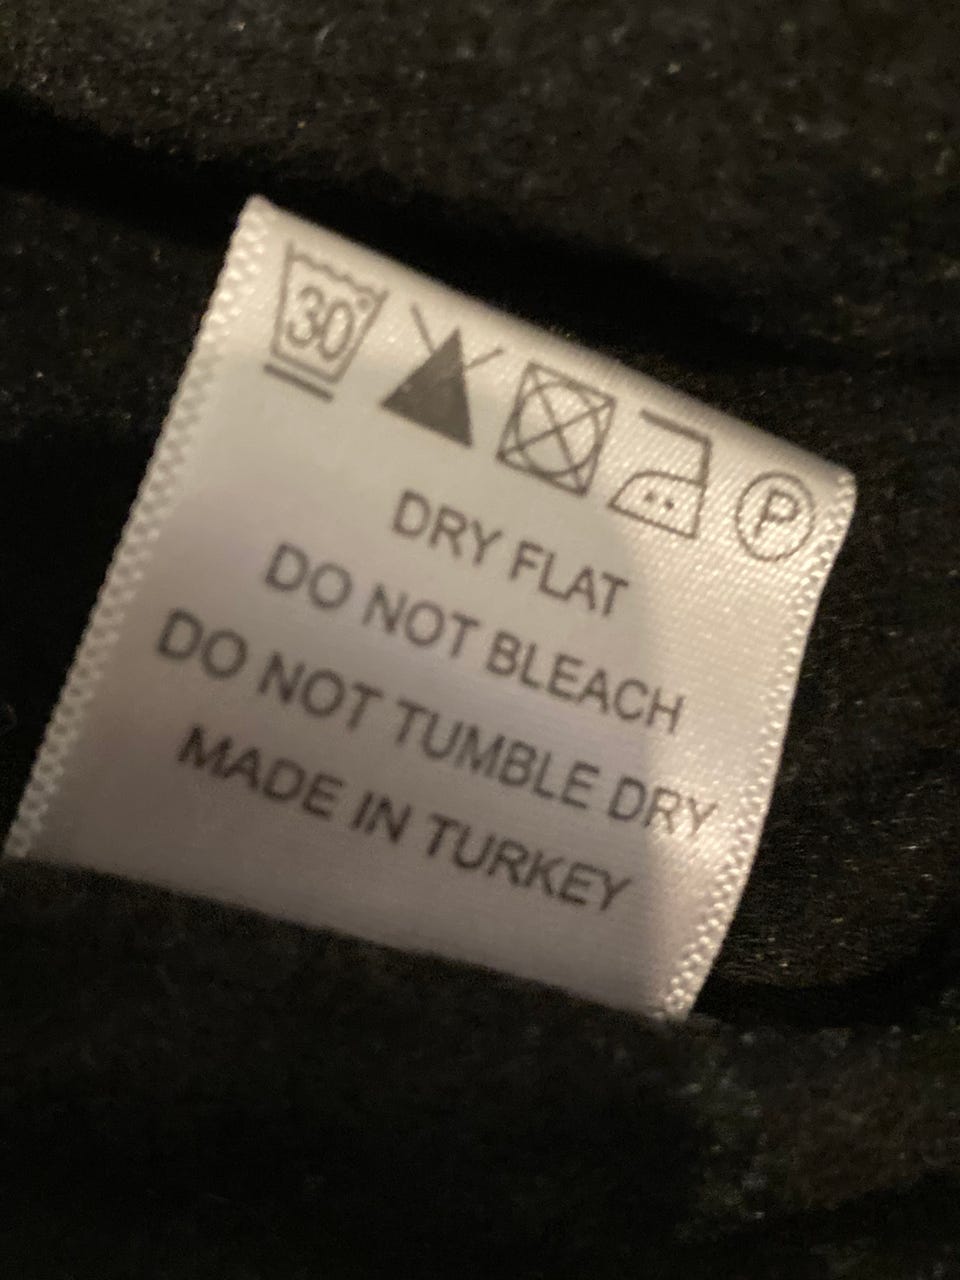 30°
P
DRY FLAT
DO NOT BLEACH
DO NOT TUMBLE DRY
MADE IN TURKEY